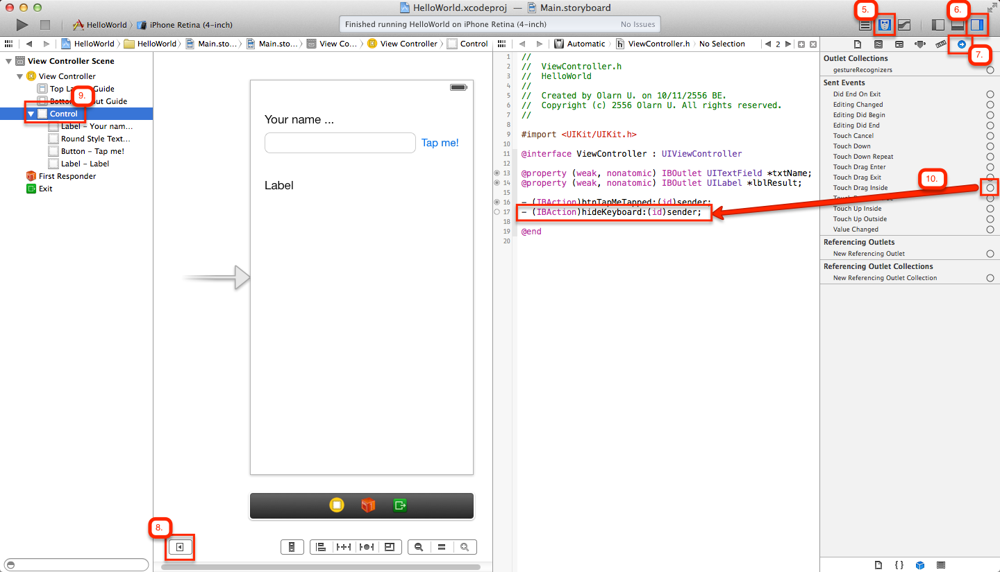 HelloWorld.xcodeproj — Main.storyboard
5.
6.
HelloWorld
iPhone Retina (4-inch)
Finished running HelloWorld on iPhone Retina (4-inch)
No Issues
HelloWorld
HelloWorld
Main.sto...
Main.sto...
View Co...
View Controller
Control
Automatic
ViewController.h
No Selection
2
7.
View Controller Scene
View Controller
Top La Guide
Bottom out Guide
9.
Control
Label – Your nam...
Round Style Text...
Button – Tap me!
Label – Label
First Responder
Exit
Your name ...
Tap me!
Label
8.
1 //
2 // ViewController.h
3 // HelloWorld
4 //
5 // Created by Olarn U. on 10/11/2556 BE.
6 // Copyright (c) 2556 Olarn U. All rights reserved.
7 //
8
9 #import <UIKit/UIKit.h>
10
11 @interface ViewController : UIViewController
12
13 @property (weak, nonatomic) IBOutlet UITextField *txtName;
14 @property (weak, nonatomic) IBOutlet UILabel *lblResult;
15
16 - (IBAction)btnTapMeTapped:(id)sender;
17 - (IBAction)hideKeyboard:(id)sender;
18
19 @end
20
10.
Outlet Collections
gestureRecognizers
Sent Events
Did End On Exit
Editing Changed
Editing Did Begin
Editing Did End
Touch Cancel
Touch Down
Touch Down Repeat
Touch Drag Enter
Touch Drag Exit
Touch Drag Inside
Touch Up Inside
Touch Up Outside
Value Changed
Referencing Outlets
New Referencing Outlet
Referencing Outlet Collections
New Referencing Outlet Collection